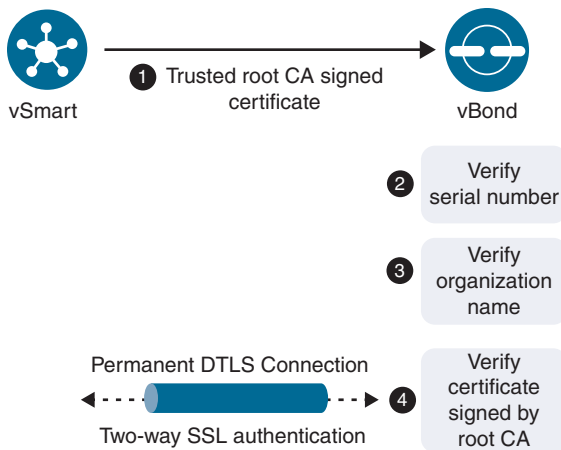 vSmart
1 Trusted root CA signed
certificate
vBond
2 Verify
serial number
3 Verify
organization
name
Permanent DTLS Connection
Two-way SSL authentication
4 Verify
certificate
signed by
root CA